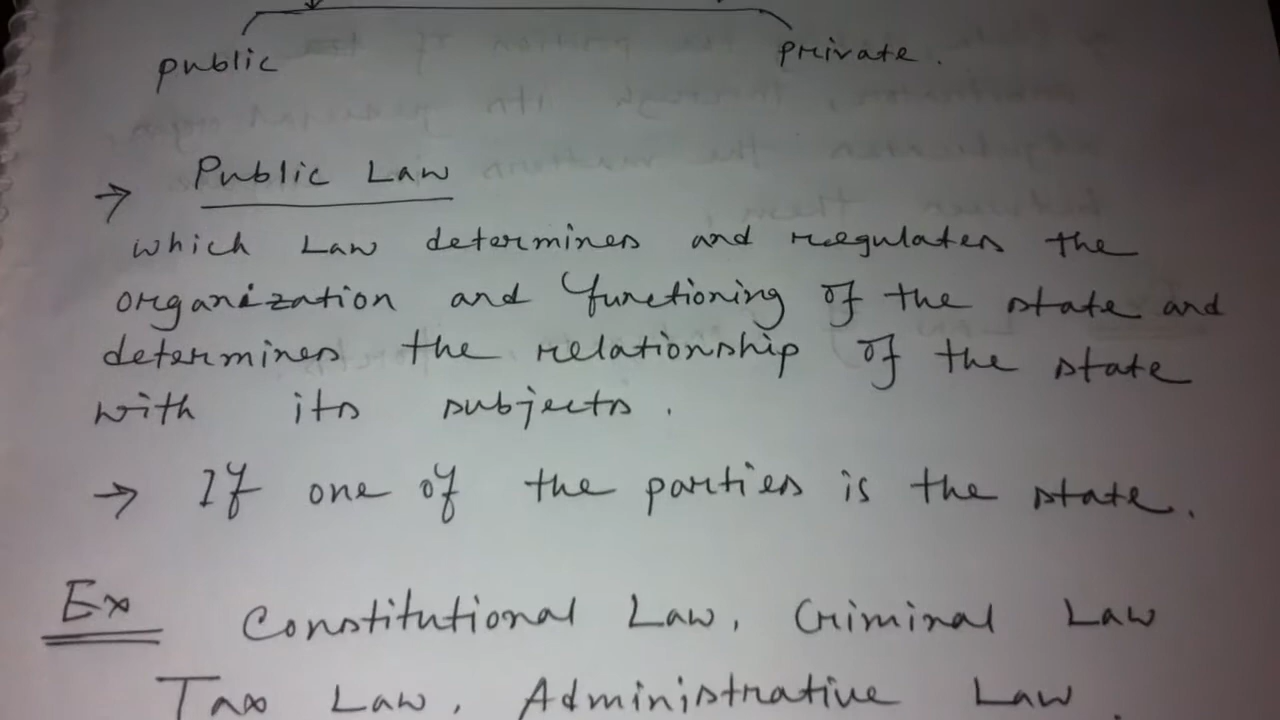 public private.
→ Public Law
which Law determines and regulates the
organization and functioning of the state and
determines the relationship of the state
with its subjects.
→ If one of the parties is the state.
Ex Constitutional Law, Criminal Law
Tax Law, Administrative Law.